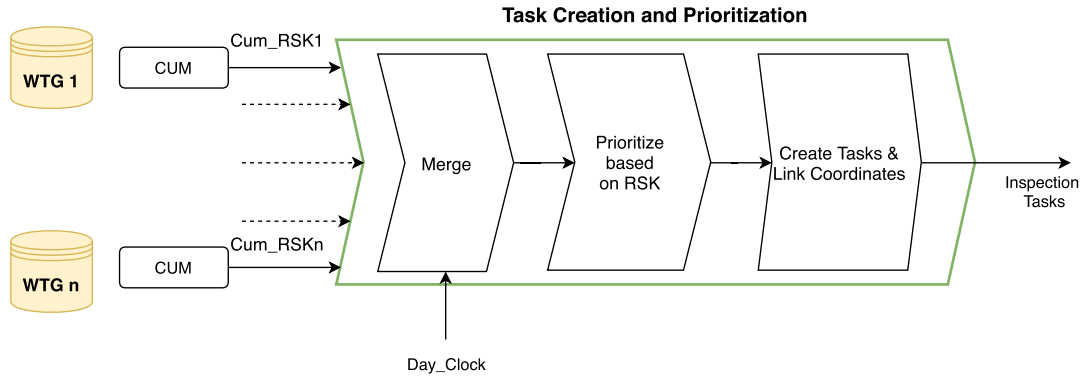 Task Creation and Prioritization
WTG 1
CUM
Cum_RSK1
Merge
Prioritize
based
on RSK
Create Tasks &
Link Coordinates
Inspection
Tasks
WTG n
CUM
Cum_RSKn
Day_Clock